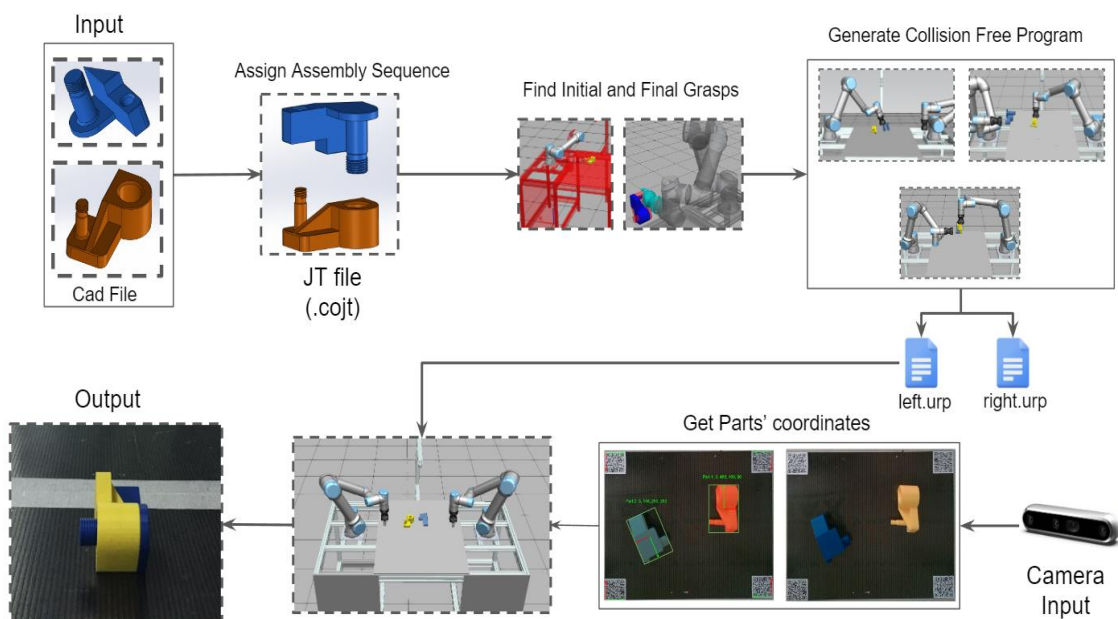 Input
Cad File
Assign Assembly Sequence
JT file
(.cojt)
Find Initial and Final Grasps
Generate Collision Free Program
left.urp
right.urp
Output
Get Parts' coordinates
Camera
Input